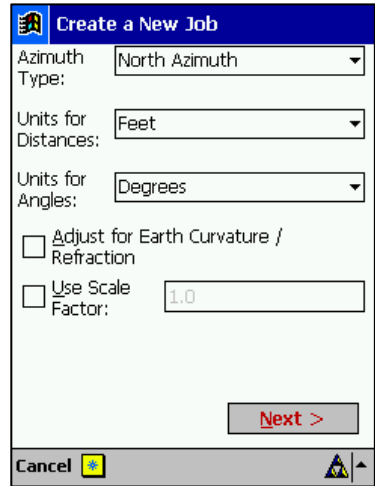 Create a New Job
Azimuth Type: North Azimuth
Units for Distances: Feet
Units for Angles: Degrees
Adjust for Earth Curvature /
Refraction
Use Scale Factor: 1.0
Next >
Cancel